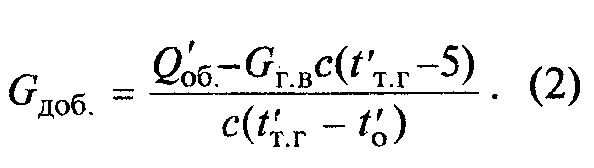 G_доб. = (Q'_об. − G_г.в c(t'_т.г − 5)) / (c(t'_т.г − t'_о)). (2)